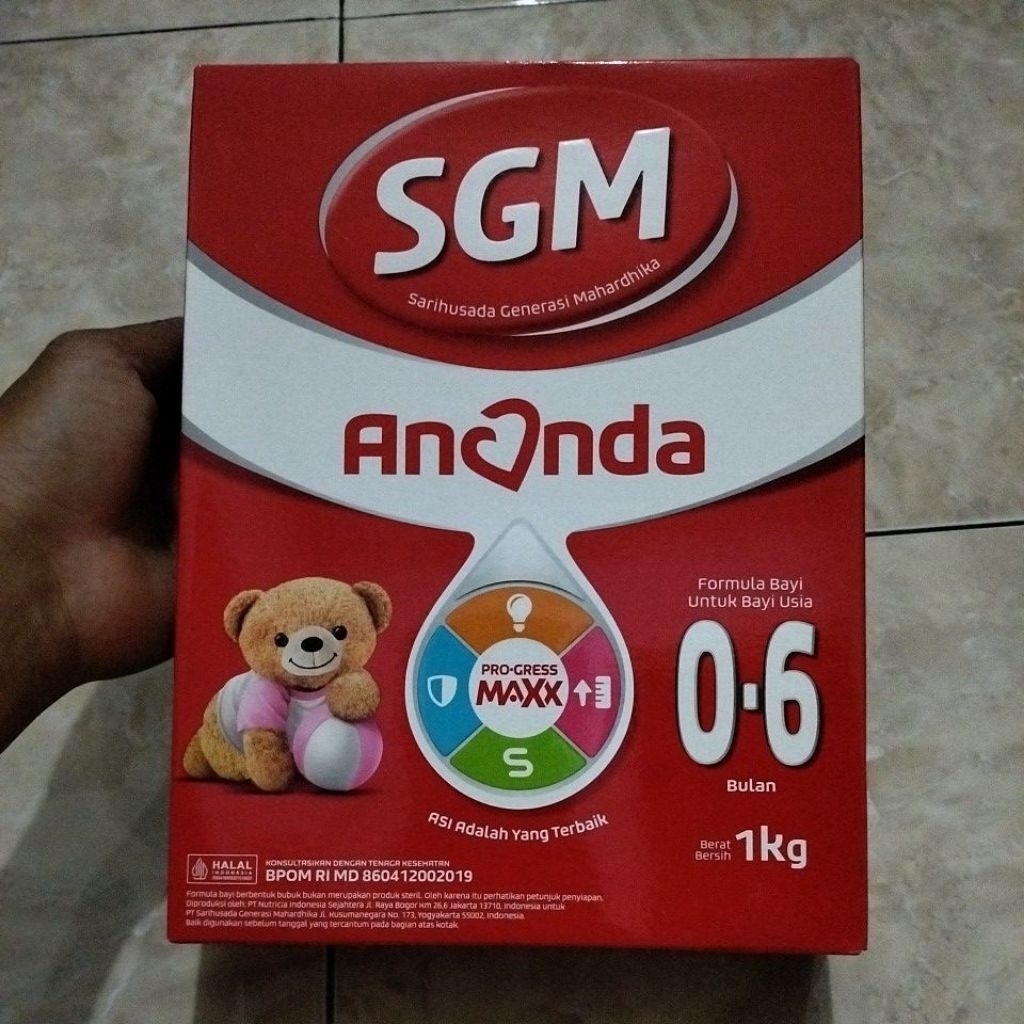 SGM
Sarihusada Generasi Mahardhika
Ananda
Formula Bayi
Untuk Bayi Usia
0-6
Bulan
PRO-GRESS
MAXX
ASI Adalah Yang Terbaik
Berat
Bersih 1kg
HALAL
INDONESIA
KONSULTASIKAN DENGAN TENAGA KESEHATAN
BPOM RI MD 860412002019
Formula bayi berbentuk bubuk bukan merupakan produk steril. Oleh karena itu perhatikan petunjuk penyiapan.
Diproduksi oleh: PT Nutricia Indonesia Sejahtera Jl. Raya Bogor Km 26,6 Jakarta 13710, Indonesia untuk
PT Sarihusada Generasi Mahardhika Jl. Kusumanegara No. 173, Yogyakarta 55002, Indonesia.
Baik digunakan sebelum tanggal yang tercantum pada bagian atas kotak.